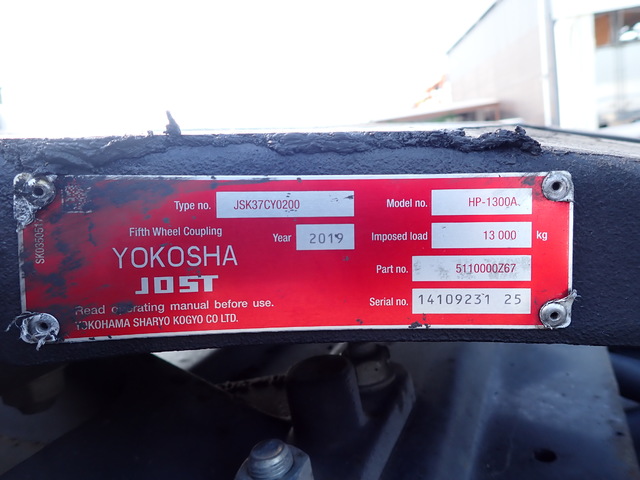 Type no. JSK37CY0200
Model no. HP-1300A
Fifth Wheel Coupling
Year 2019
Imposed load 13 000 kg
YOKOSHA
JOST
Part no. 5110000Z67
Serial no. 14109231 25
Read operating manual before use.
YOKOHAMA SHARYO KOGYO CO LTD.